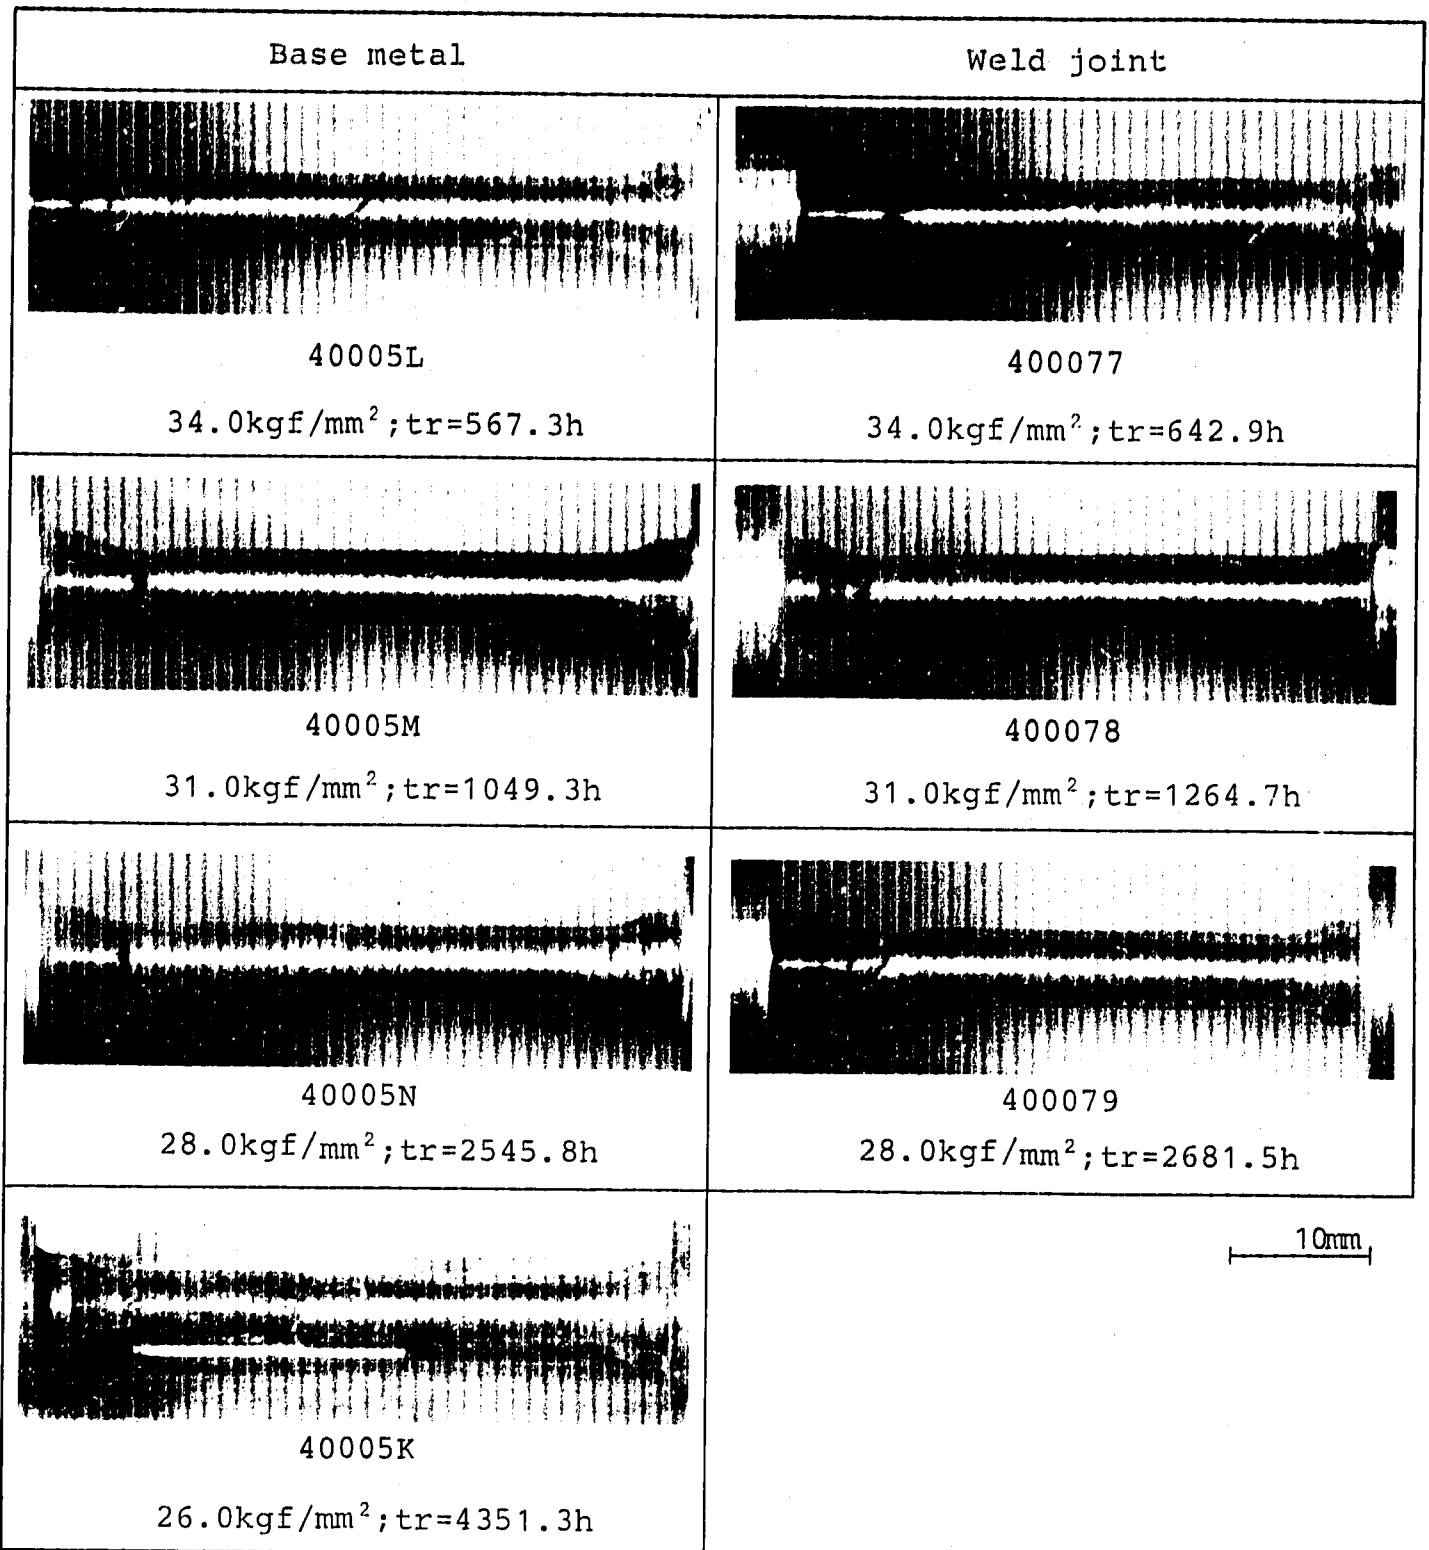 Base metal
Weld joint
40005L
34.0kgf/mm²;tr=567.3h
400077
34.0kgf/mm²;tr=642.9h
40005M
31.0kgf/mm²;tr=1049.3h
400078
31.0kgf/mm²;tr=1264.7h
40005N
28.0kgf/mm²;tr=2545.8h
400079
28.0kgf/mm²;tr=2681.5h
10mm
40005K
26.0kgf/mm²;tr=4351.3h